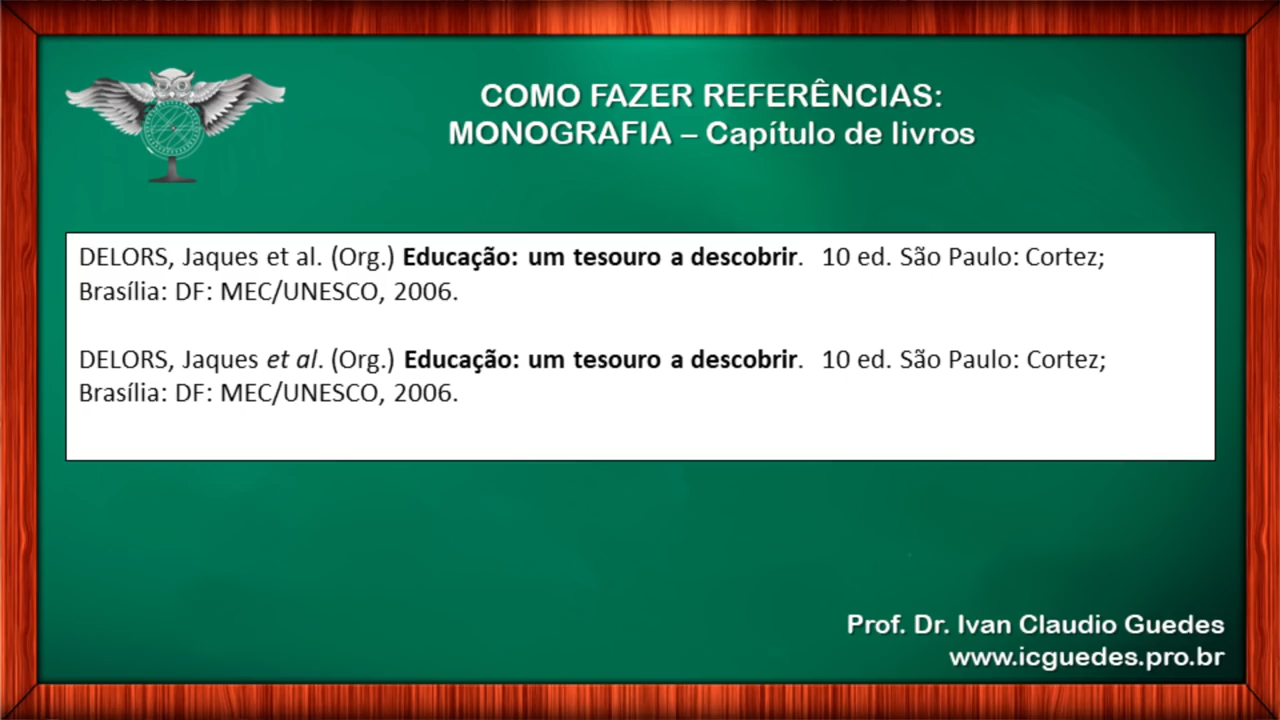 COMO FAZER REFERÊNCIAS:
MONOGRAFIA – Capítulo de livros
DELORS, Jaques et al. (Org.) Educação: um tesouro a descobrir. 10 ed. São Paulo: Cortez;
Brasília: DF: MEC/UNESCO, 2006.
DELORS, Jaques et al. (Org.) Educação: um tesouro a descobrir. 10 ed. São Paulo: Cortez;
Brasília: DF: MEC/UNESCO, 2006.
Prof. Dr. Ivan Claudio Guedes
www.icguedes.pro.br